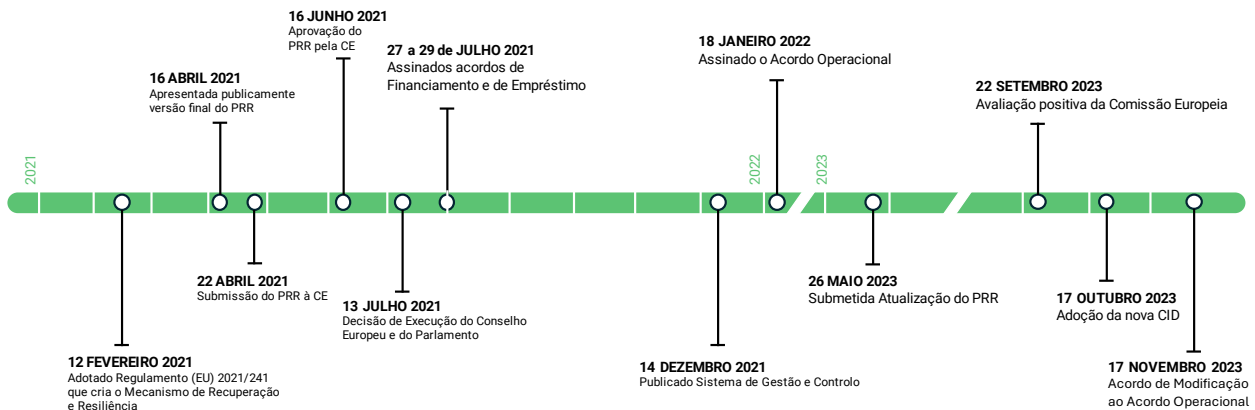 16 JUNHO 2021
Aprovação do
PRR pela CE
27 a 29 de JULHO 2021
Assinados acordos de
Financiamento e de Empréstimo
18 JANEIRO 2022
Assinado o Acordo Operacional
16 ABRIL 2021
Apresentada publicamente
versão final do PRR
22 SETEMBRO 2023
Avaliação positiva da Comissão Europeia
2021
2022
2023
22 ABRIL 2021
Submissão do PRR à CE
13 JULHO 2021
Decisão de Execução do Conselho
Europeu e do Parlamento
26 MAIO 2023
Submetida Atualização do PRR
17 OUTUBRO 2023
Adoção da nova CID
12 FEVEREIRO 2021
Adotado Regulamento (EU) 2021/241
que cria o Mecanismo de Recuperação
e Resiliência
14 DEZEMBRO 2021
Publicado Sistema de Gestão e Controlo
17 NOVEMBRO 2023
Acordo de Modificação
ao Acordo Operacional